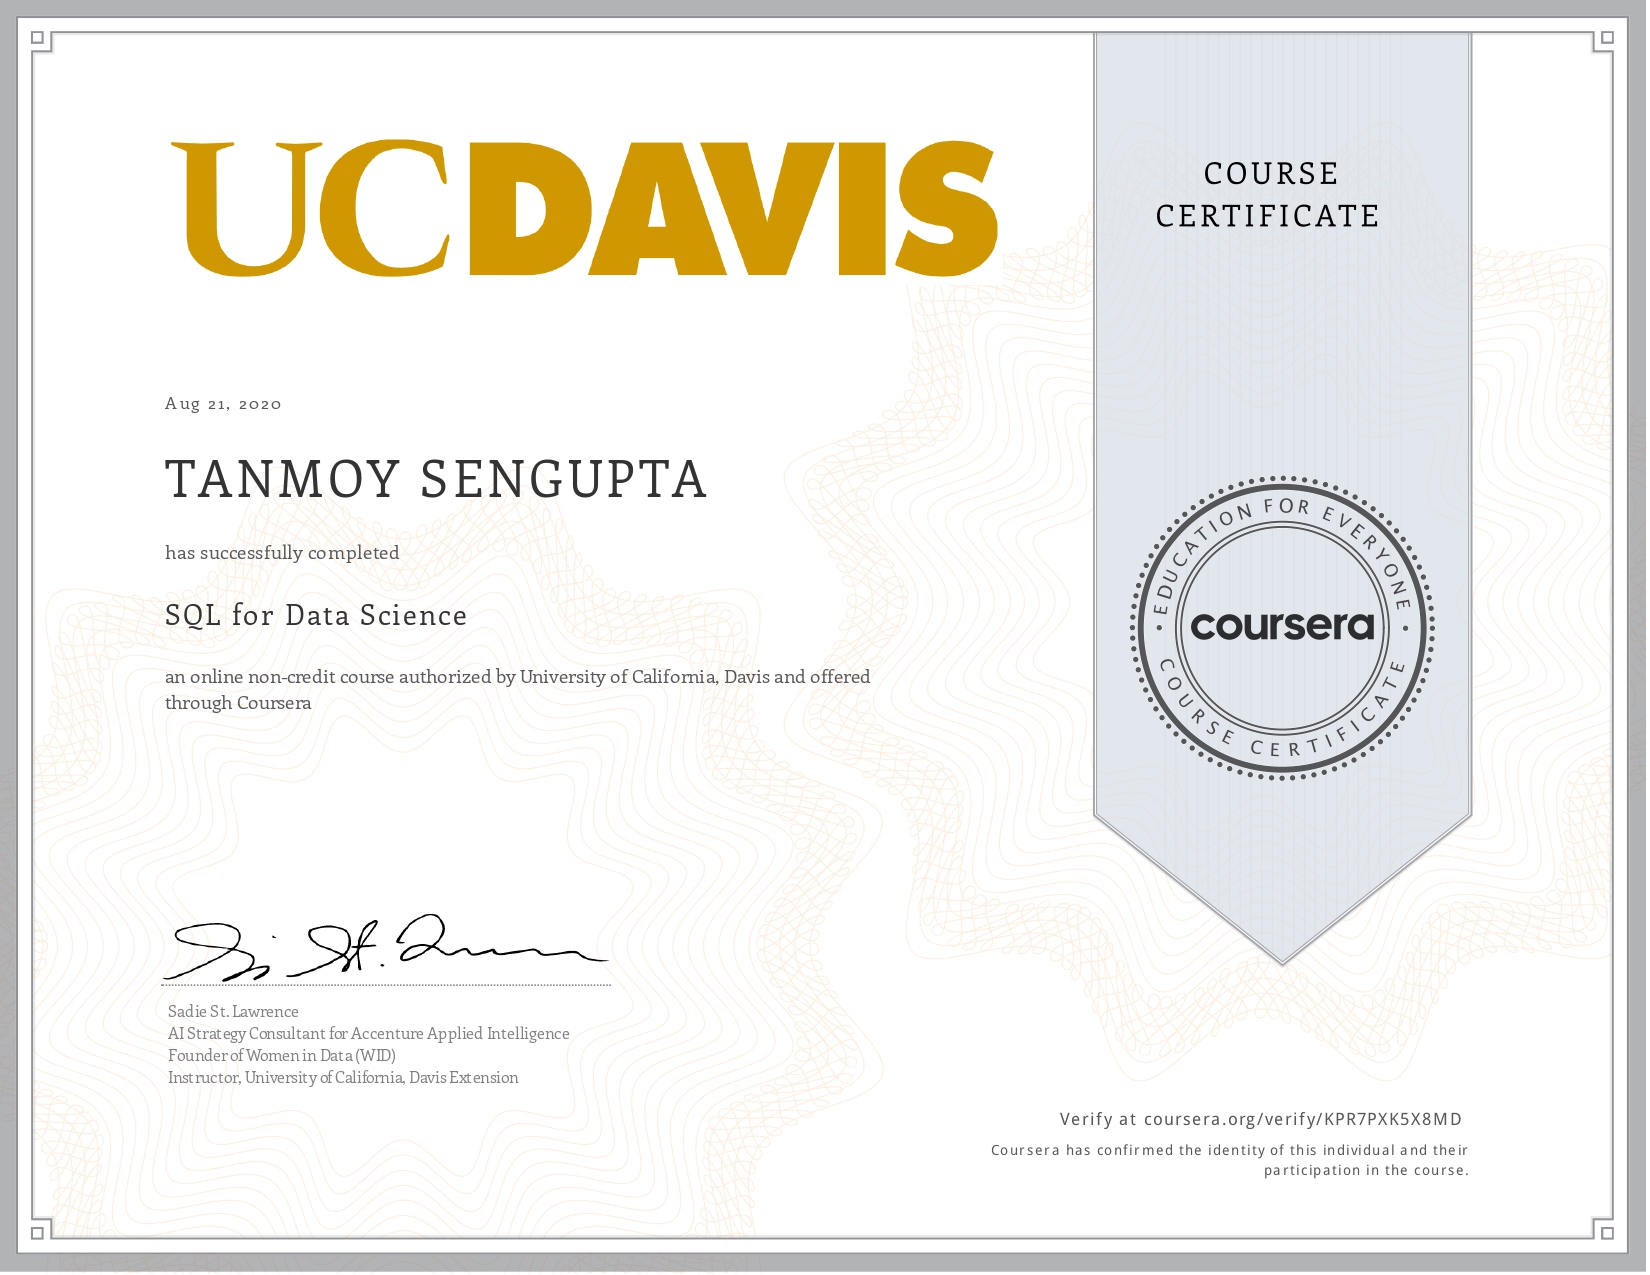 UCDAVIS
COURSE
CERTIFICATE
Aug 21, 2020
TANMOY SENGUPTA
has successfully completed
SQL for Data Science
an online non-credit course authorized by University of California, Davis and offered
through Coursera
EDUCATION FOR EVERYONE
coursera
COURSE CERTIFICATE
Sadie St. Lawrence
AI Strategy Consultant for Accenture Applied Intelligence
Founder of Women in Data (WID)
Instructor, University of California, Davis Extension
Verify at coursera.org/verify/KPR7PXK5X8MD
Coursera has confirmed the identity of this individual and their
participation in the course.